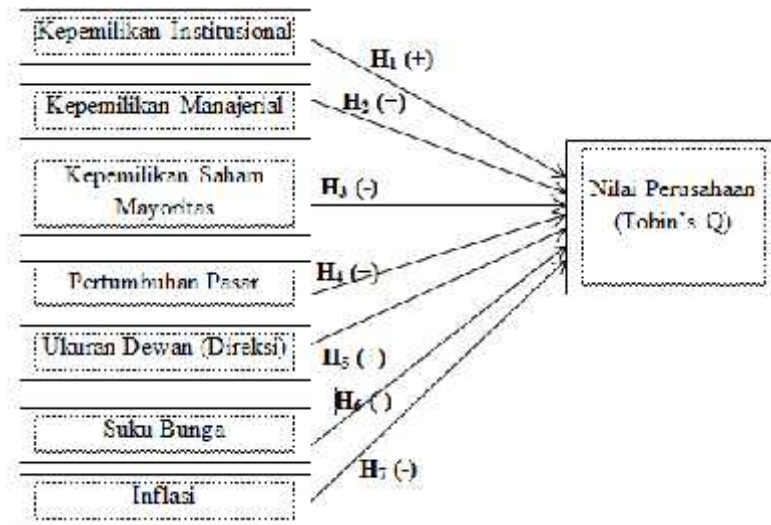 Kepemilikan Institusional
H1 (+)
Kepemilikan Manajerial
H2 (+)
Kepemilikan Saham
Mayoritas
H3 (-)
Nilai Perusahaan
(Tobin's Q)
Pertumbuhan Pasar
H4 (+)
Ukuran Dewan (Direksi)
H5
H6
Suku Bunga
H7 (-)
Inflasi